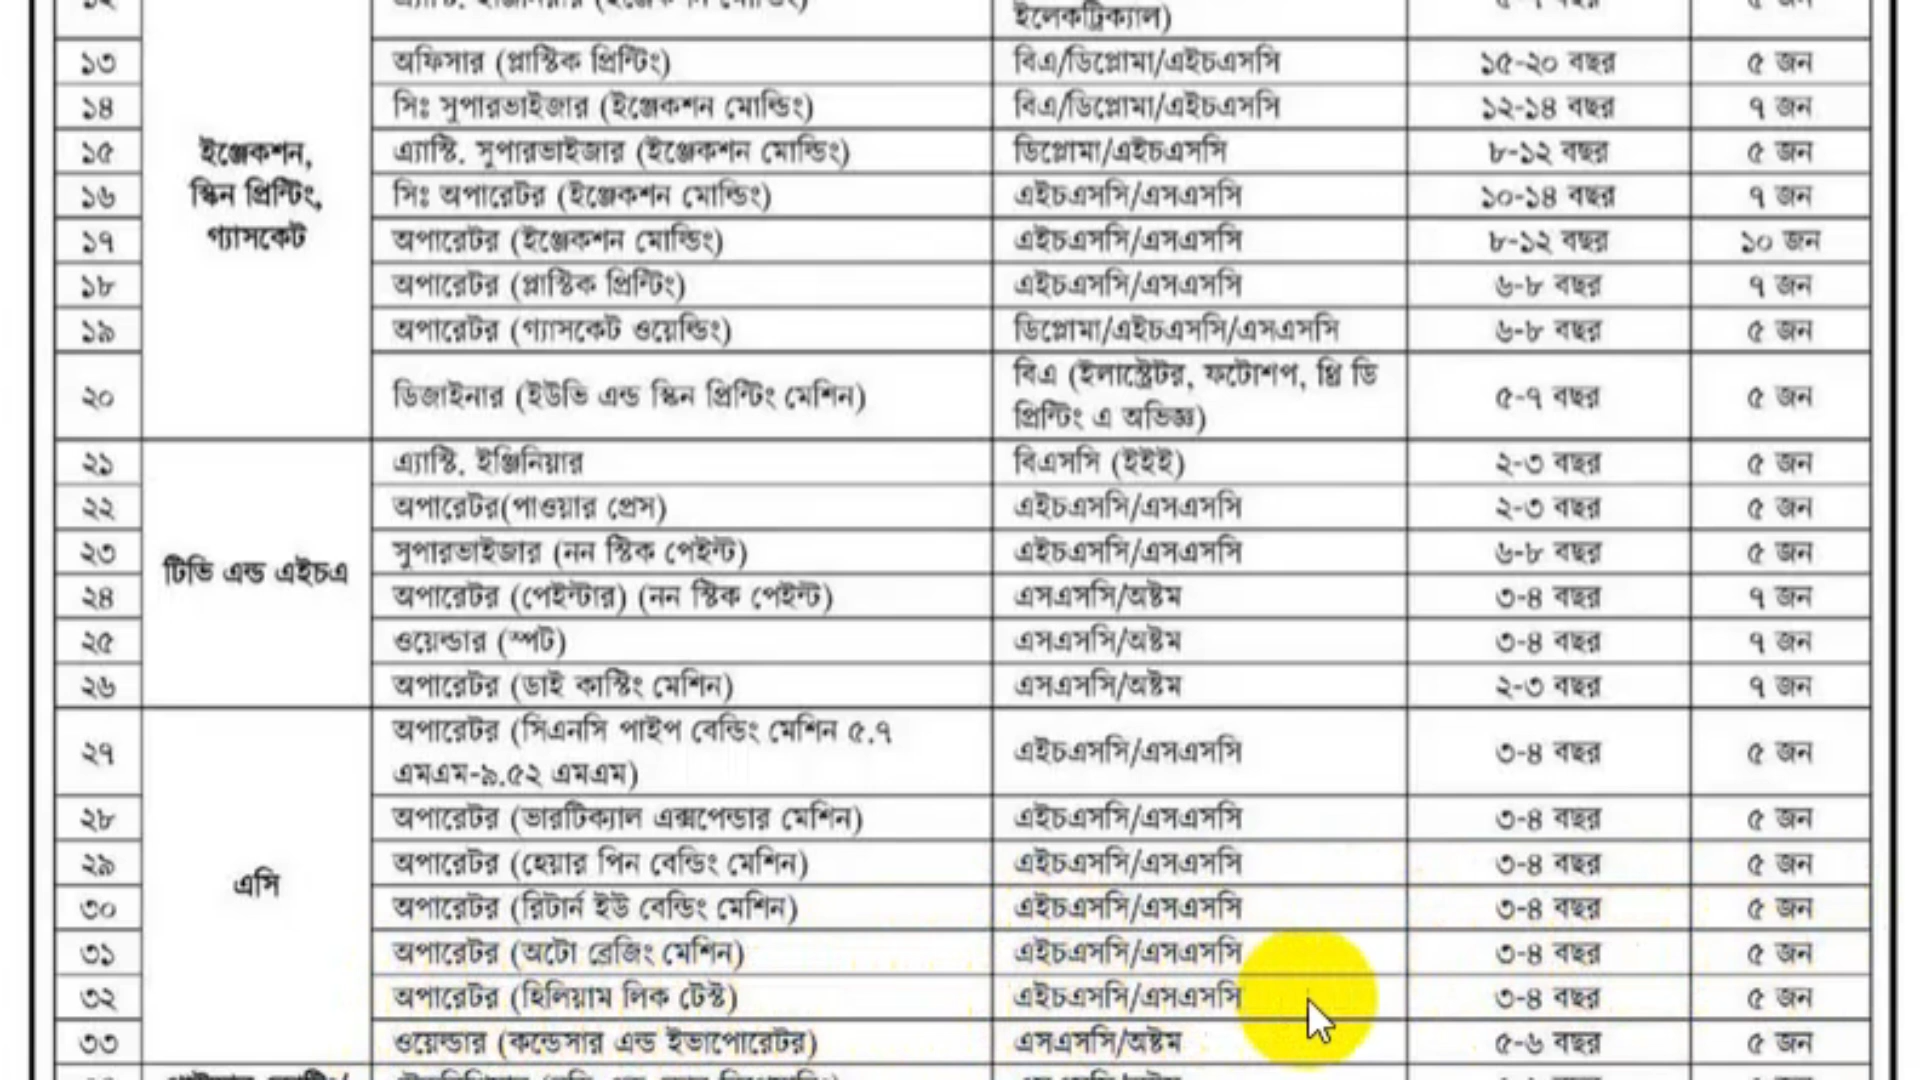 ইলেকট্রিক্যাল)
১৩ অফিসার (প্লাস্টিক প্রিন্টিং) বিএ/ডিপ্লোমা/এইচএসসি ১৫-২০ বছর ৫ জন
১৪ সিঃ সুপারভাইজার (ইঞ্জেকশন মোল্ডিং) বিএ/ডিপ্লোমা/এইচএসসি ১২-১৪ বছর ৭ জন
ইঞ্জেকশন,
স্কিন প্রিন্টিং,
গ্যাসকেট
১৫ এ্যাস্টি. সুপারভাইজার (ইঞ্জেকশন মোল্ডিং) ডিপ্লোমা/এইচএসসি ৮-১২ বছর ৫ জন
১৬ সিঃ অপারেটর (ইঞ্জেকশন মোল্ডিং) এইচএসসি/এসএসসি ১০-১৪ বছর ৭ জন
১৭ অপারেটর (ইঞ্জেকশন মোল্ডিং) এইচএসসি/এসএসসি ৮-১২ বছর ১০ জন
১৮ অপারেটর (প্লাস্টিক প্রিন্টিং) এইচএসসি/এসএসসি ৬-৮ বছর ৭ জন
১৯ অপারেটর (গ্যাসকেট ওয়েল্ডিং) ডিপ্লোমা/এইচএসসি/এসএসসি ৬-৮ বছর ৫ জন
২০ ডিজাইনার (ইউভি এন্ড স্কিন প্রিন্টিং মেশিন) বিএ (ইলাস্ট্রেটর, ফটোশপ, থ্রি ডি
প্রিন্টিং এ অভিজ্ঞ) ৫-৭ বছর ৫ জন
২১ এ্যাস্টি. ইঞ্জিনিয়ার বিএসসি (ইইই) ২-৩ বছর ৫ জন
২২ অপারেটর(পাওয়ার প্রেস) এইচএসসি/এসএসসি ২-৩ বছর ৫ জন
২৩ সুপারভাইজার (নন স্টিক পেইন্ট) এইচএসসি/এসএসসি ৬-৮ বছর ৫ জন
টিভি এন্ড এইচএ
২৪ অপারেটর (পেইন্টার) (নন স্টিক পেইন্ট) এসএসসি/অষ্টম ৩-৪ বছর ৭ জন
২৫ ওয়েল্ডার (স্পট) এসএসসি/অষ্টম ৩-৪ বছর ৭ জন
২৬ অপারেটর (ডাই কাস্টিং মেশিন) এসএসসি/অষ্টম ২-৩ বছর ৭ জন
২৭ অপারেটর (সিএনসি পাইপ বেন্ডিং মেশিন ৫.৭
এমএম-৯.৫২ এমএম) এইচএসসি/এসএসসি ৩-৪ বছর ৫ জন
২৮ অপারেটর (ভারটিক্যাল এক্সপেন্ডার মেশিন) এইচএসসি/এসএসসি ৩-৪ বছর ৫ জন
২৯ অপারেটর (হেয়ার পিন বেন্ডিং মেশিন) এইচএসসি/এসএসসি ৩-৪ বছর ৫ জন
এসি
৩০ অপারেটর (রিটার্ন ইউ বেন্ডিং মেশিন) এইচএসসি/এসএসসি ৩-৪ বছর ৫ জন
৩১ অপারেটর (অটো ব্রেজিং মেশিন) এইচএসসি/এসএসসি ৩-৪ বছর ৫ জন
৩২ অপারেটর (হিলিয়াম লিক টেস্ট) এইচএসসি/এসএসসি ৩-৪ বছর ৫ জন
৩৩ ওয়েল্ডার (কন্ডেসার এন্ড ইভাপোরেটর) এসএসসি/অষ্টম ৫-৬ বছর ৫ জন